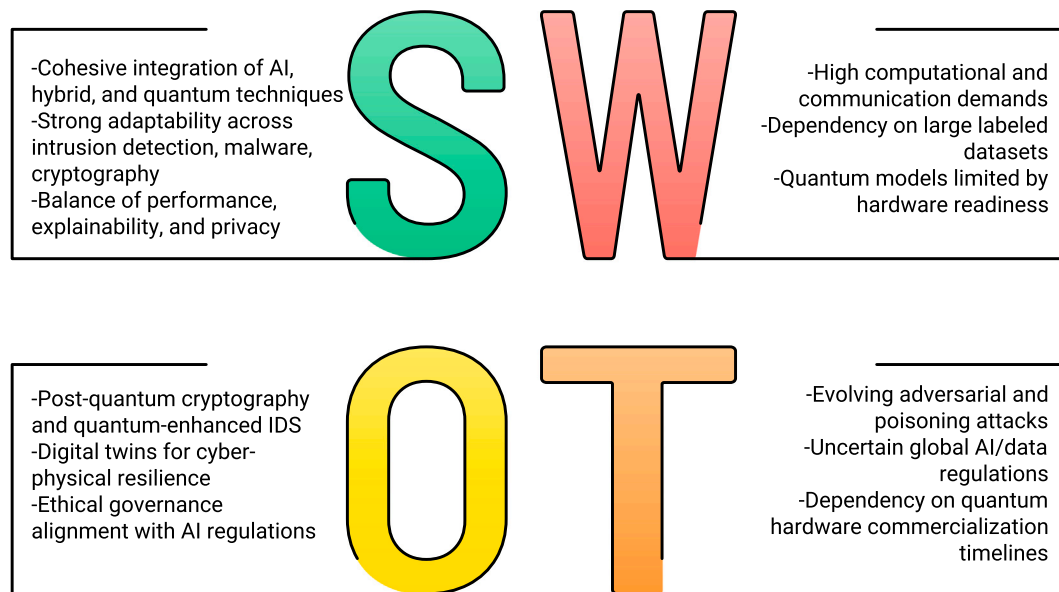 S
-Cohesive integration of AI,
hybrid, and quantum techniques
-Strong adaptability across
intrusion detection, malware,
cryptography
-Balance of performance,
explainability, and privacy
W
-High computational and
communication demands
-Dependency on large labeled
datasets
-Quantum models limited by
hardware readiness
O
-Post-quantum cryptography
and quantum-enhanced IDS
-Digital twins for cyber-
physical resilience
-Ethical governance
alignment with AI regulations
T
-Evolving adversarial and
poisoning attacks
-Uncertain global AI/data
regulations
-Dependency on quantum
hardware commercialization
timelines